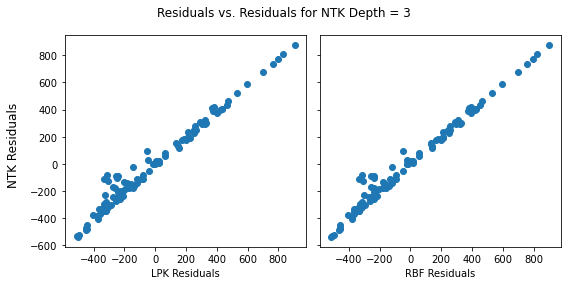 Residuals vs. Residuals for NTK Depth = 3
NTK Residuals
800
600
400
200
0
−200
−400
−600
−400 −200 0 200 400 600 800
−400 −200 0 200 400 600 800
LPK Residuals
RBF Residuals